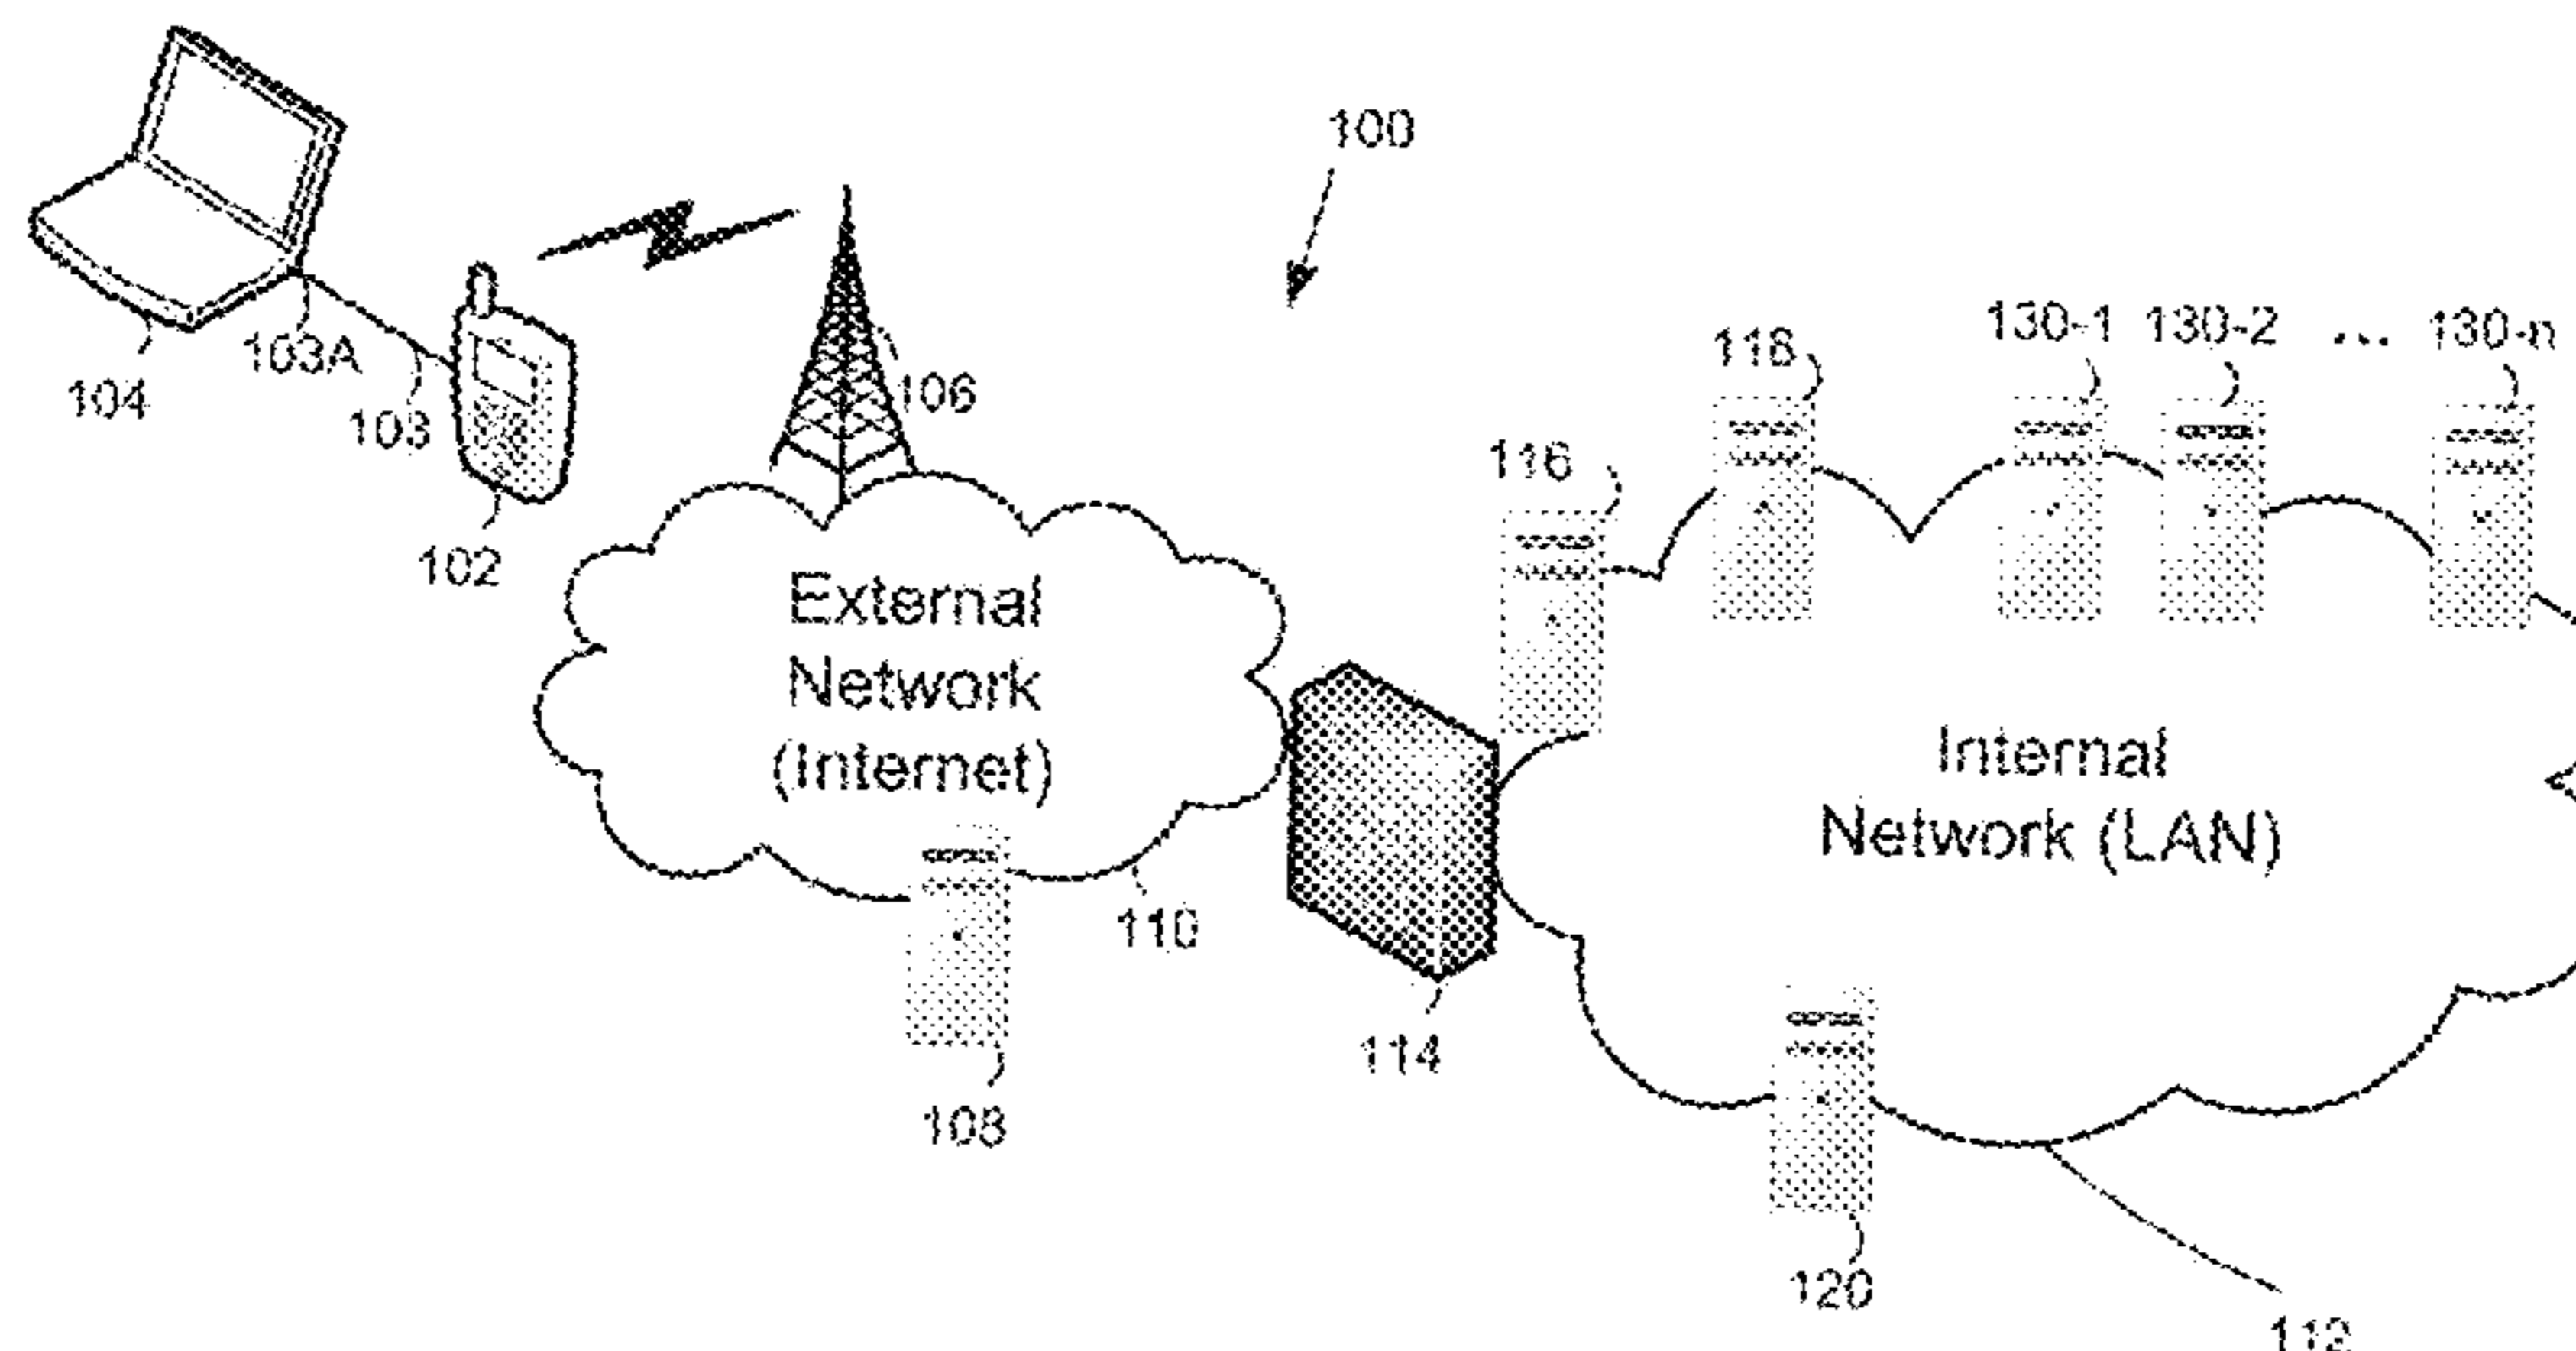 100
130-1 130-2 ... 130-n
118
103A
104
106
103
116
102
External
Network
(Internet)
Internal
Network (LAN)
110
114
108
120
112